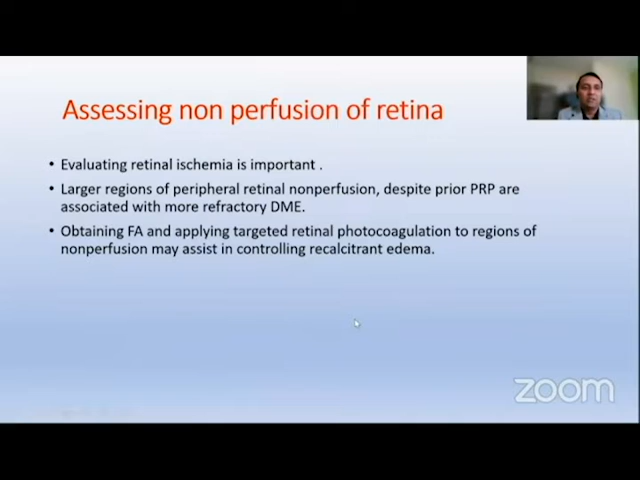 Assessing non perfusion of retina
• Evaluating retinal ischemia is important .
• Larger regions of peripheral retinal nonperfusion, despite prior PRP are
associated with more refractory DME.
• Obtaining FA and applying targeted retinal photocoagulation to regions of
nonperfusion may assist in controlling recalcitrant edema.
zoom